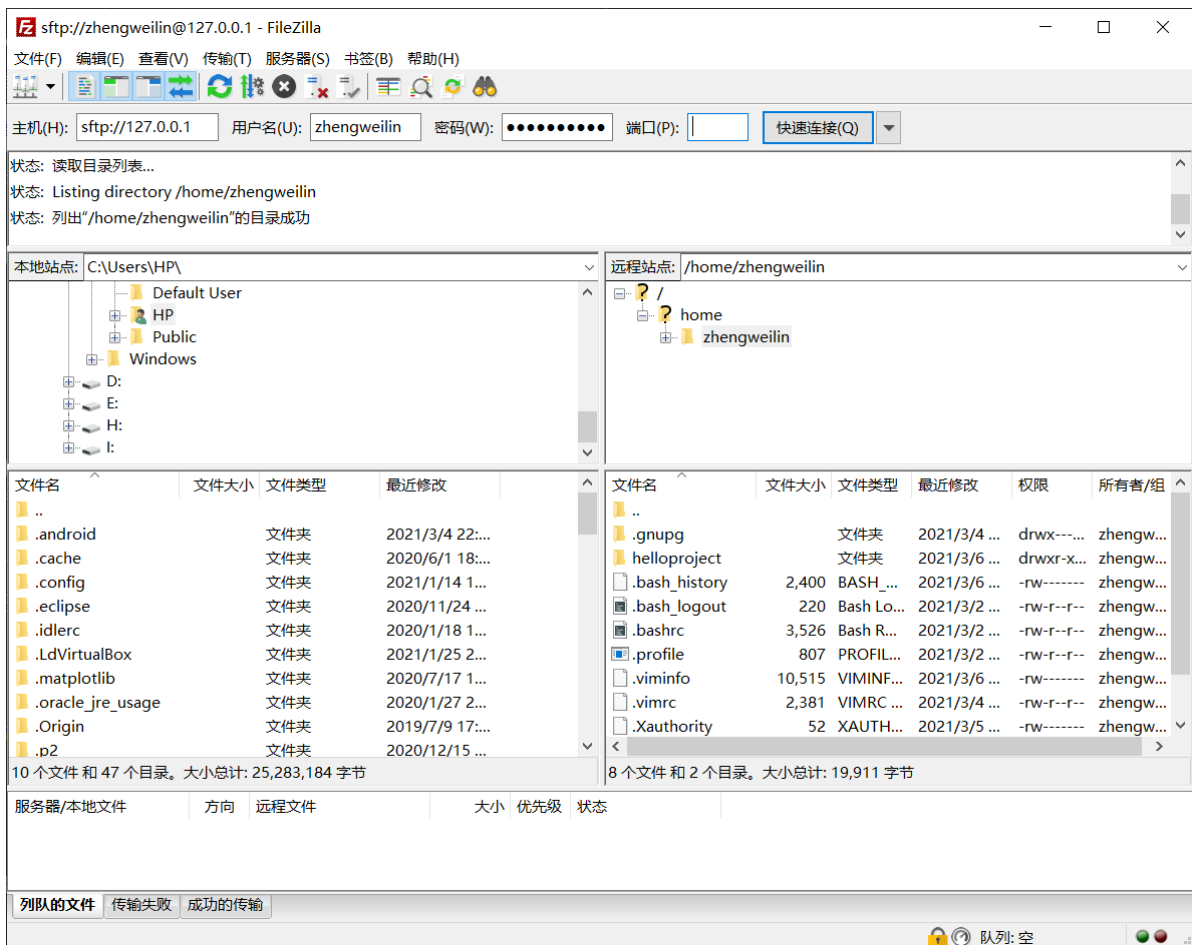 sftp://zhengweilin@127.0.0.1 - FileZilla
文件(F) 编辑(E) 查看(V) 传输(T) 服务器(S) 书签(B) 帮助(H)
主机(H): sftp://127.0.0.1 用户名(U): zhengweilin 密码(W): ●●●●●●●●●● 端口(P): 快速连接(Q)
状态: 读取目录列表...
状态: Listing directory /home/zhengweilin
状态: 列出"/home/zhengweilin"的目录成功
本地站点: C:\Users\HP\
Default User
HP
Public
Windows
D:
E:
H:
I:
远程站点: /home/zhengweilin
/
home
zhengweilin
文件名 文件大小 文件类型 最近修改
..
.android 文件夹 2021/3/4 22:...
.cache 文件夹 2020/6/1 18:...
.config 文件夹 2021/1/14 1...
.eclipse 文件夹 2020/11/24 ...
.idlerc 文件夹 2020/1/18 1...
.LdVirtualBox 文件夹 2021/1/25 2...
.matplotlib 文件夹 2020/7/17 1...
.oracle_jre_usage 文件夹 2020/1/27 2...
.Origin 文件夹 2019/7/9 17:...
.p2 文件夹 2020/12/15 ...
10 个文件 和 47 个目录。大小总计: 25,283,184 字节
文件名 文件大小 文件类型 最近修改 权限 所有者/组
..
.gnupg 文件夹 2021/3/4 ... drwx---... zhengw...
helloproject 文件夹 2021/3/6 ... drwxr-x... zhengw...
.bash_history 2,400 BASH_... 2021/3/6 ... -rw------- zhengw...
.bash_logout 220 Bash Lo... 2021/3/2 ... -rw-r--r-- zhengw...
.bashrc 3,526 Bash R... 2021/3/2 ... -rw-r--r-- zhengw...
.profile 807 PROFIL... 2021/3/2 ... -rw-r--r-- zhengw...
.viminfo 10,515 VIMINF... 2021/3/6 ... -rw------- zhengw...
.vimrc 2,381 VIMRC ... 2021/3/4 ... -rw-r--r-- zhengw...
.Xauthority 52 XAUTH... 2021/3/5 ... -rw------- zhengw...
8 个文件 和 2 个目录。大小总计: 19,911 字节
服务器/本地文件 方向 远程文件 大小 优先级 状态
列队的文件 传输失败 成功的传输
队列: 空